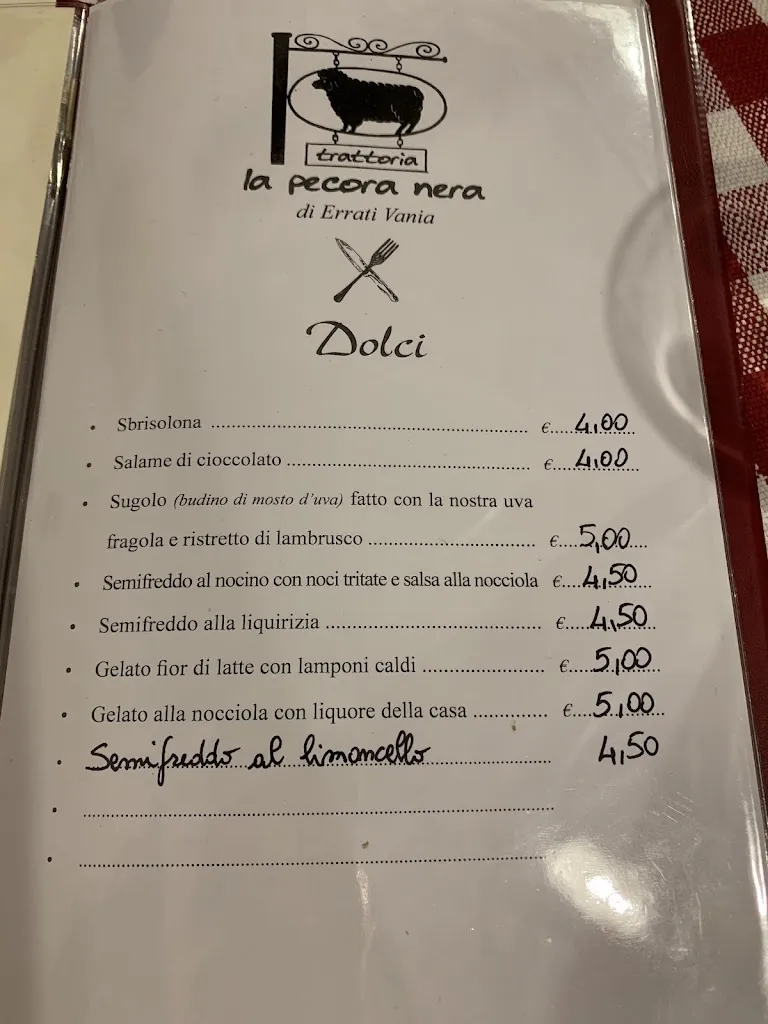 trattoria
la pecora nera
di Errati Vania
Dolci
• Sbrisolona ........ €.... 4,00
• Salame di cioccolato ........ €.... 4,00
• Sugolo (budino di mosto d'uva) fatto con la nostra uva
fragola e ristretto di lambrusco ........ €.... 5,00
• Semifreddo al nocino con noci tritate e salsa alla nocciola €.... 4,50
• Semifreddo alla liquirizia ........ €.... 4,50
• Gelato fior di latte con lamponi caldi ........ €.... 5,00
• Gelato alla nocciola con liquore della casa ........ €.... 5,00
• Semifreddo al limoncello ........ 4,50